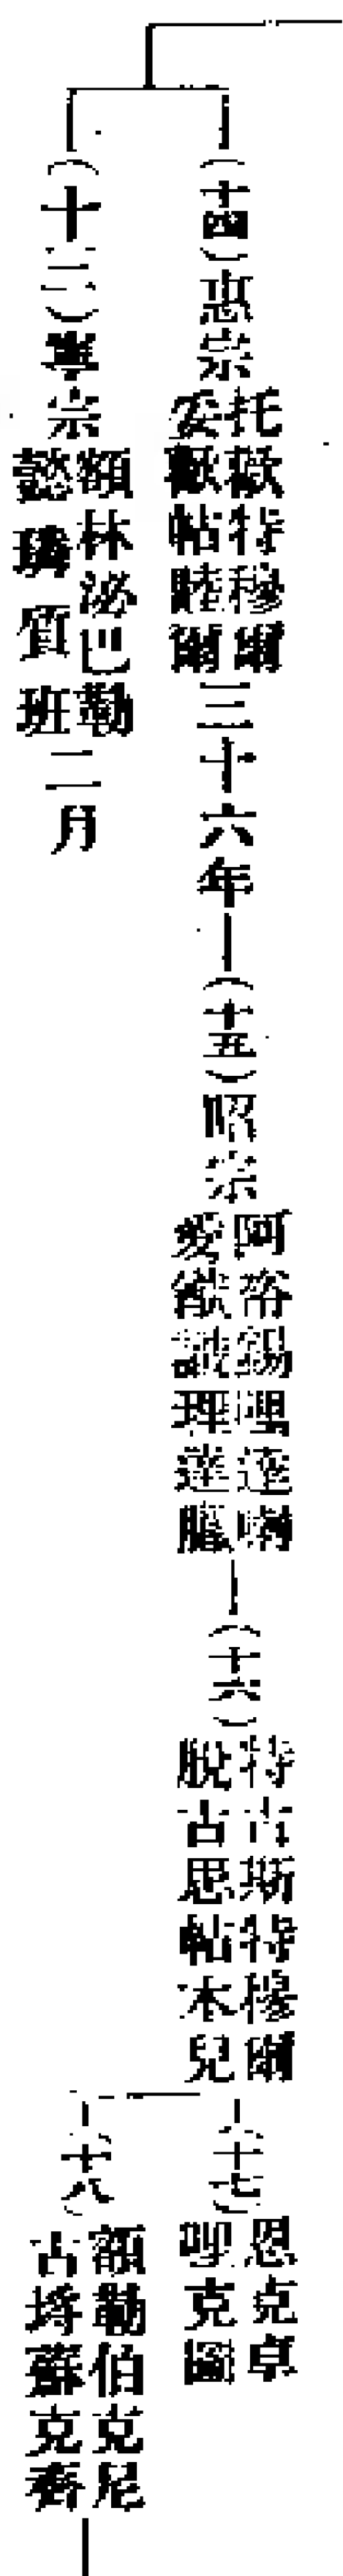 (十四)惠宗
托歡特穆爾
妥歡帖睦爾
三十六年—(十五)昭宗
阿裕錫哩達喇
愛猷識理達臘
—(十六)
特古斯特穆爾
脫古思帖木兒
(十七)
恩克卓
哩克圖
(十三)寧宗
額林泌巴勒
懿璘質班
二月
(十八)
額勒伯克尼
古埒蘇克齊